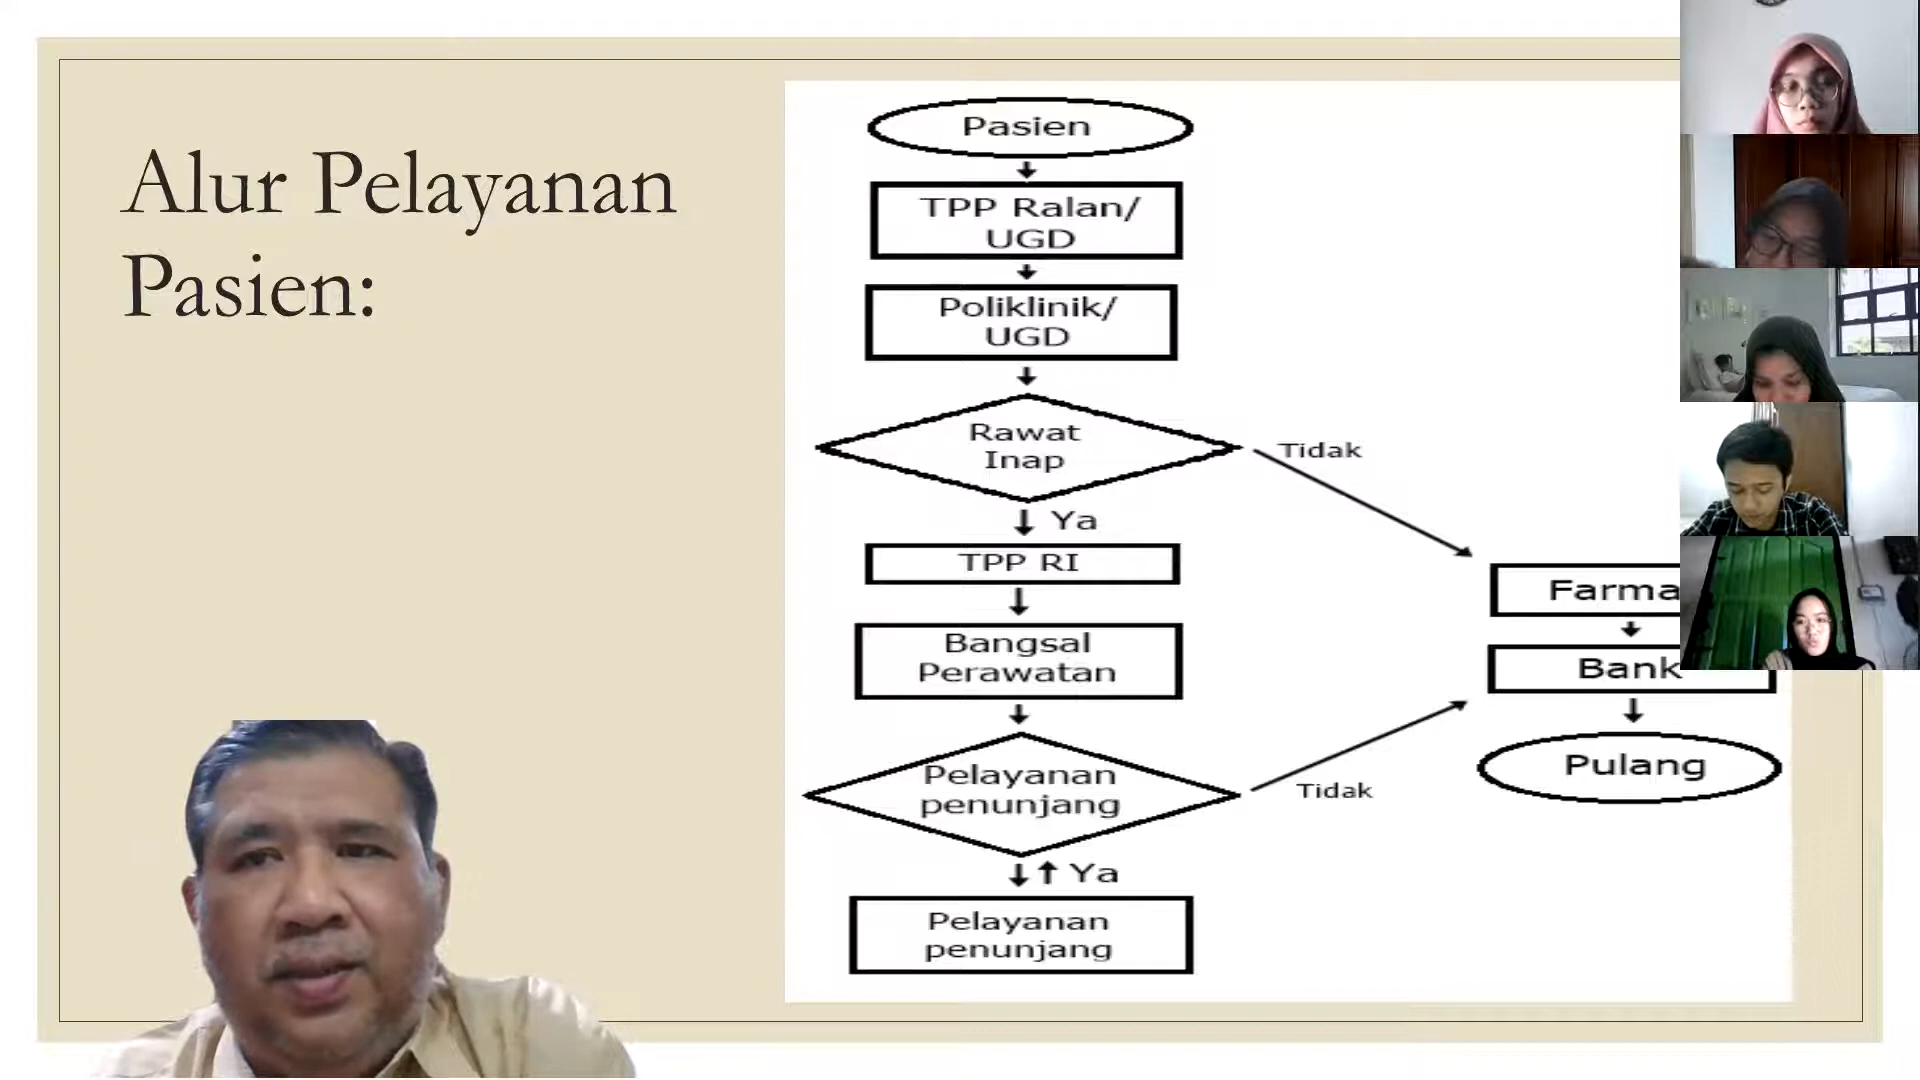 Alur Pelayanan
Pasien:
Pasien
TPP Ralan/
UGD
Poliklinik/
UGD
Rawat
Inap
Tidak
Ya
TPP RI
Bangsal
Perawatan
Pelayanan
penunjang
Tidak
Ya
Pelayanan
penunjang
Bank
Pulang